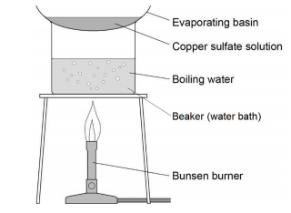 Evaporating basin
Copper sulfate solution
Boiling water
Beaker (water bath)
Bunsen burner